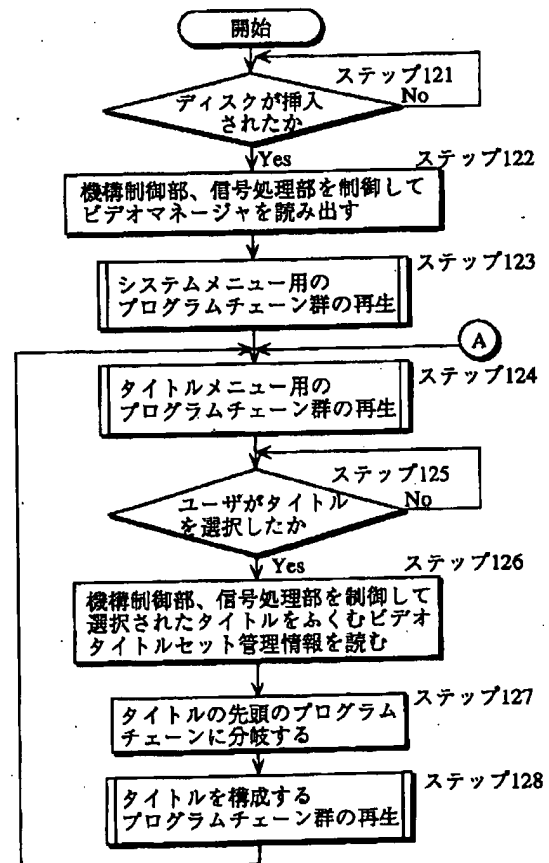 開始
ステップ121
ディスクが挿入
されたか
No
Yes
ステップ122
機構制御部、信号処理部を制御して
ビデオマネージャを読み出す
ステップ123
システムメニュー用の
プログラムチェーン群の再生
A
ステップ124
タイトルメニュー用の
プログラムチェーン群の再生
ステップ125
ユーザがタイトル
を選択したか
No
Yes
ステップ126
機構制御部、信号処理部を制御して
選択されたタイトルをふくむビデオ
タイトルセット管理情報を読む
ステップ127
タイトルの先頭のプログラム
チェーンに分岐する
ステップ128
タイトルを構成する
プログラムチェーン群の再生